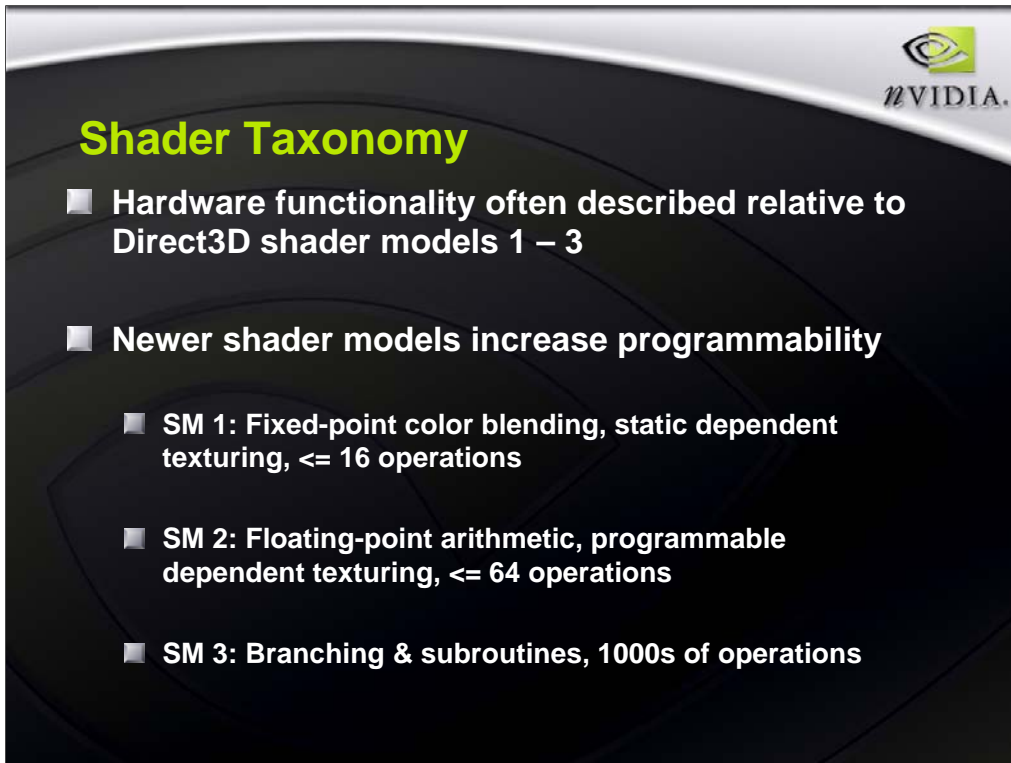 nVIDIA.
Shader Taxonomy
Hardware functionality often described relative to
Direct3D shader models 1 – 3
Newer shader models increase programmability
SM 1: Fixed-point color blending, static dependent
texturing, <= 16 operations
SM 2: Floating-point arithmetic, programmable
dependent texturing, <= 64 operations
SM 3: Branching & subroutines, 1000s of operations